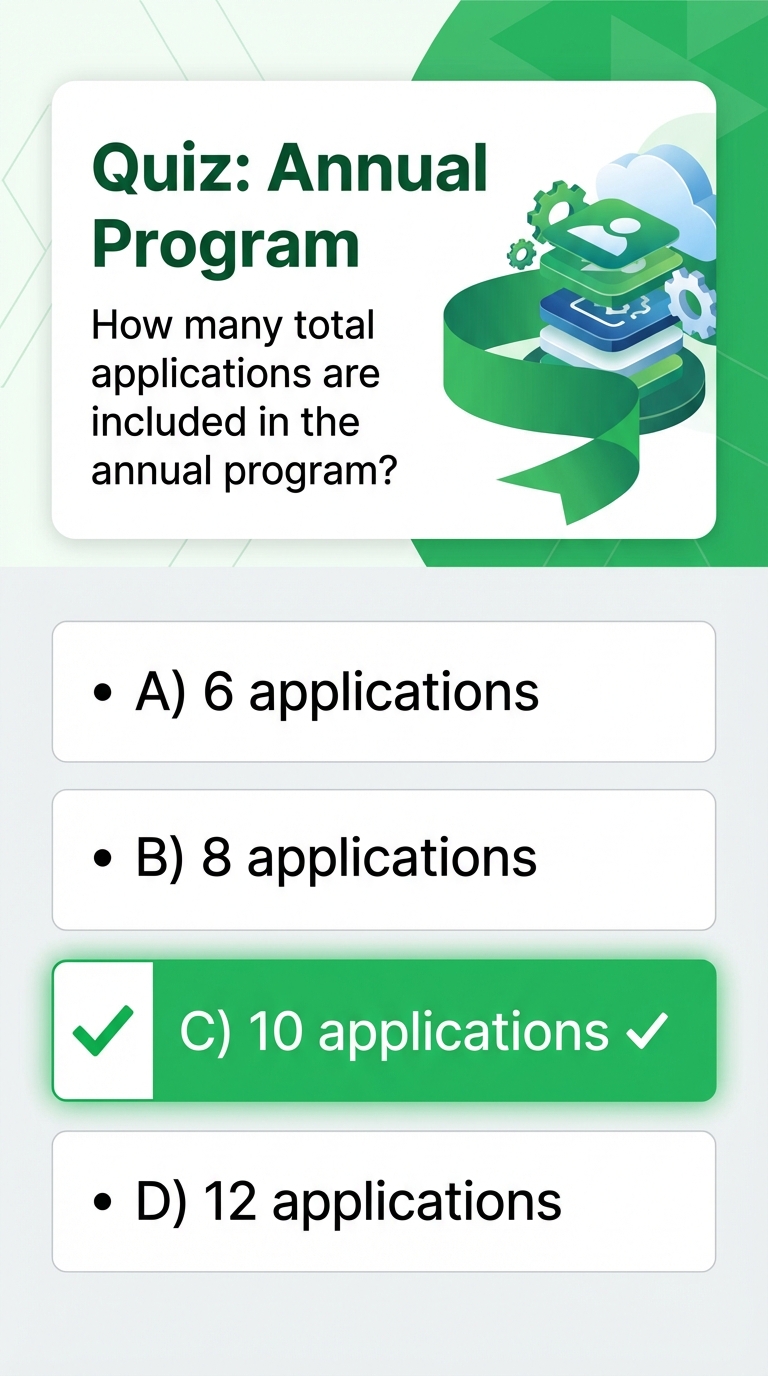 Quiz: Annual
Program
How many total
applications are
included in the
annual program?
• A) 6 applications
• B) 8 applications
C) 10 applications ✓
• D) 12 applications